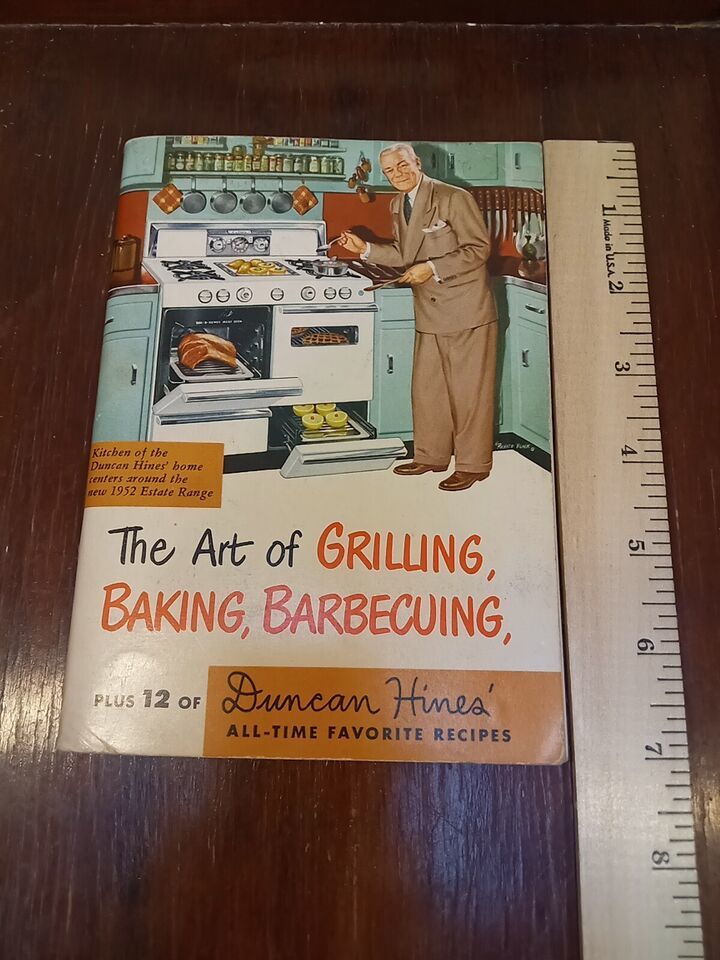 Kitchen of the
Duncan Hines' home
centers around the
new 1952 Estate Range
The Art of GRILLING,
BAKING, BARBECUING,
PLUS 12 OF Duncan Hines'
ALL-TIME FAVORITE RECIPES
1
Made in U.S.A.
2
3
4
5
6
7
8